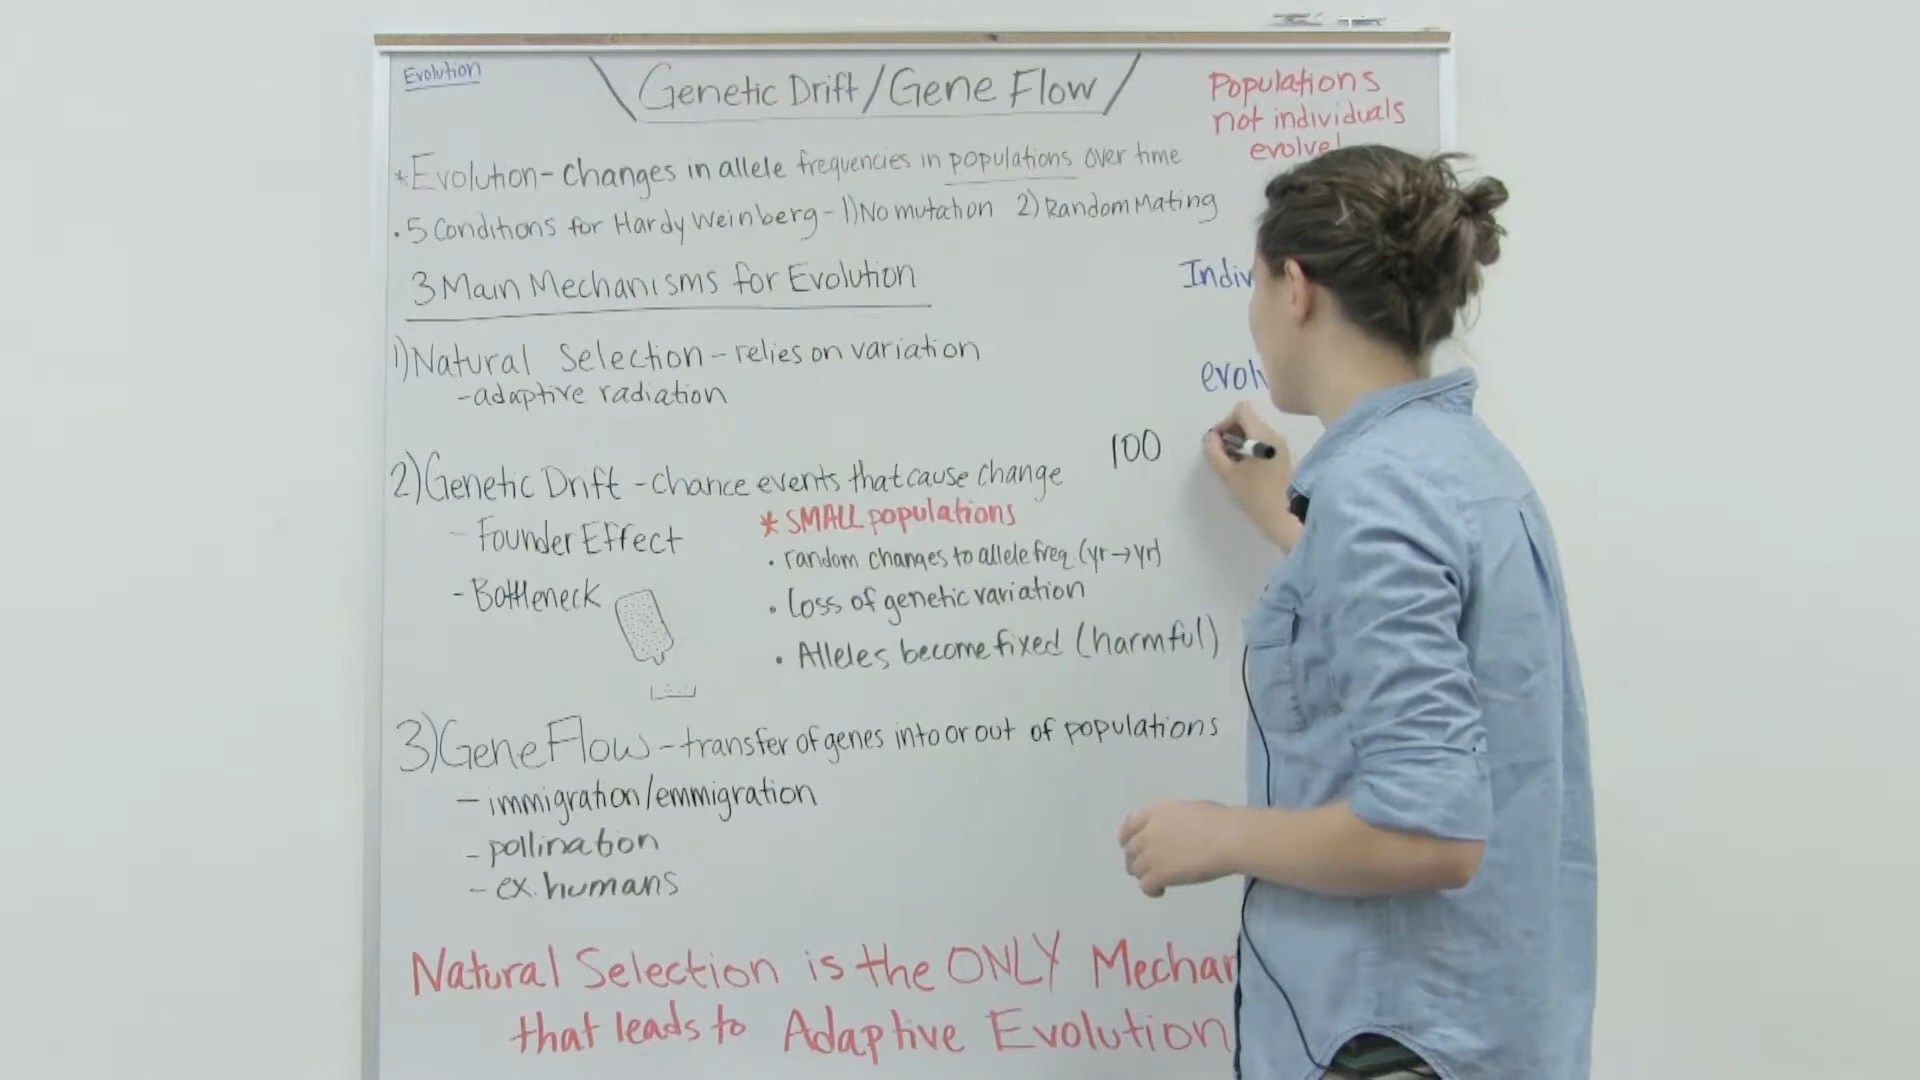 Evolution
Genetic Drift/Gene Flow
Populations
not individuals
evolve!
*Evolution- changes in allele frequencies in populations over time
. 5 Conditions for Hardy Weinberg - 1) No mutation 2) Random Mating
3 Main Mechanisms for Evolution
Indiv
1) Natural Selection - relies on variation
- adaptive radiation
evolv
100
2) Genetic Drift - chance events that cause change
- Founder Effect
* SMALL populations
. random changes to allele freq. (yr→yr)
- Bottleneck
. Loss of genetic variation
. Alleles become fixed (harmful)
3) Gene Flow - transfer of genes into or out of populations
- immigration/emmigration
- pollination
- ex. humans
Natural Selection is the ONLY Mechan
that leads to Adaptive Evolution